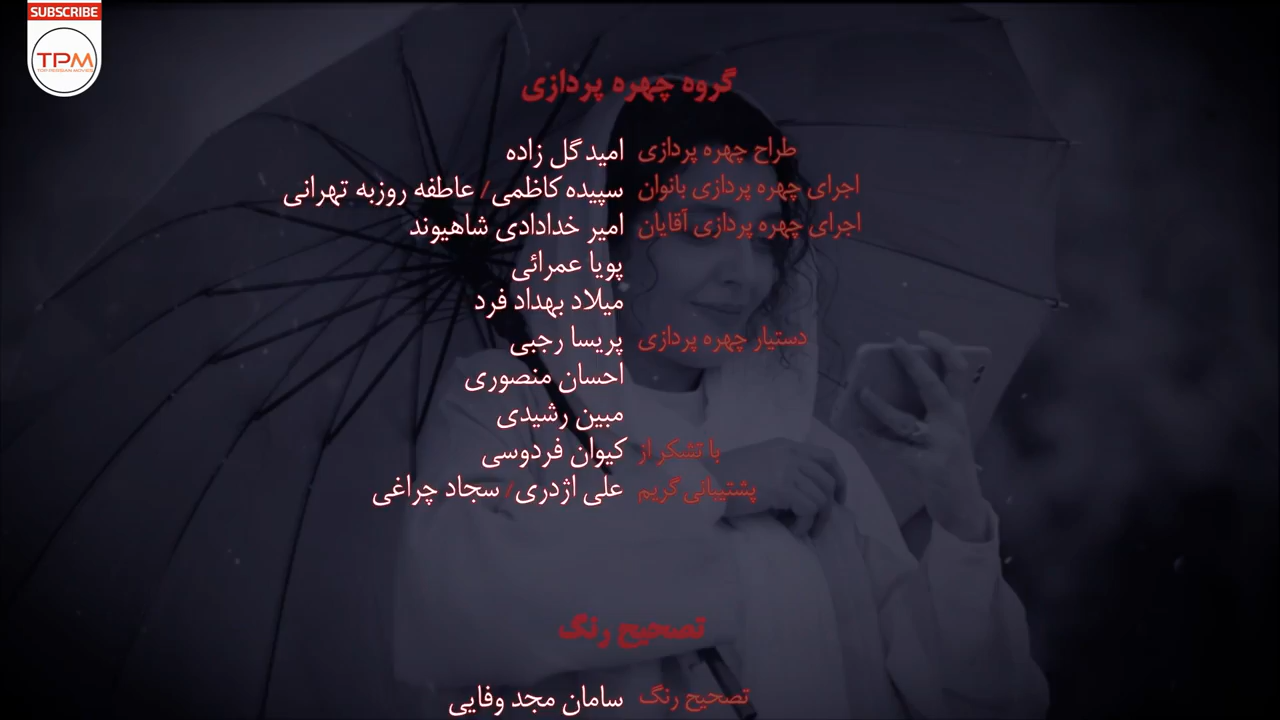 SUBSCRIBE
TPM
TOP PERSIAN MOVIES
گروه چهره پردازی
طراح چهره پردازی امید گل زاده
اجرای چهره پردازی بانوان سپیده کاظمی / عاطفه روزبه تهرانی
اجرای چهره پردازی آقایان امیر خدادادی شاهیوند
پویا عمرائی
میلاد بهداد فرد
دستیار چهره پردازی پریسا رجبی
احسان منصوری
مبین رشیدی
با تشکر از کیوان فردوسی
پشتیبانی گریم علی اژدری / سجاد چراغی
تصحیح رنگ
تصحیح رنگ سامان مجد وفایی